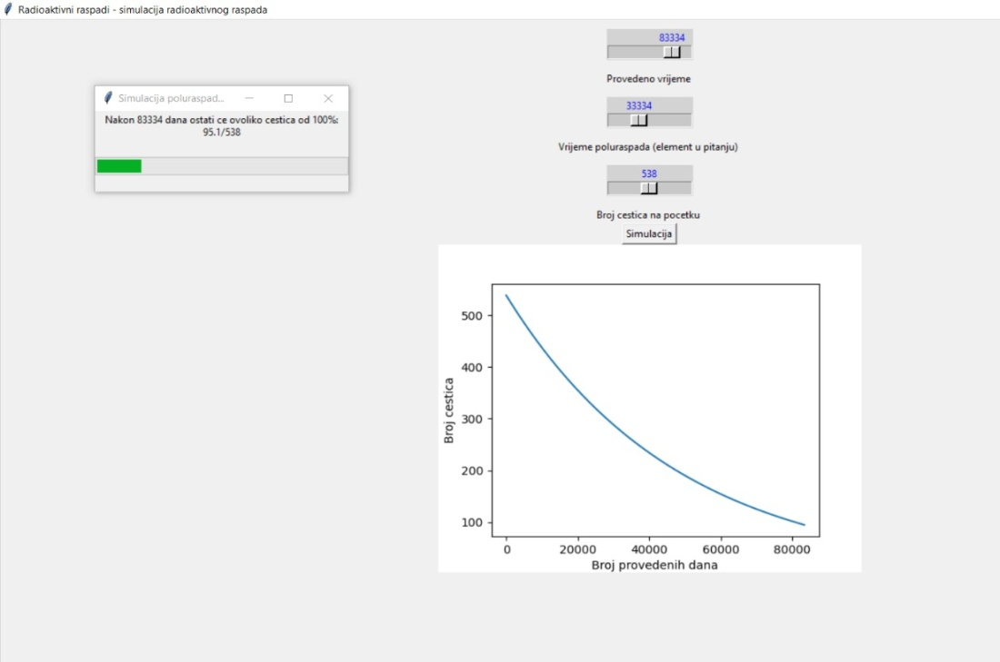 Radioaktivni raspadi - simulacija radioaktivnog raspada
83334
Provedeno vrijeme
33334
Vrijeme poluraspada (element u pitanju)
538
Broj cestica na pocetku
Simulacija
Simulacija poluraspad...
Nakon 83334 dana ostati ce ovoliko cestica od 100%:
95.1/538
500
400
300
200
100
Broj cestica
0 20000 40000 60000 80000
Broj provedenih dana